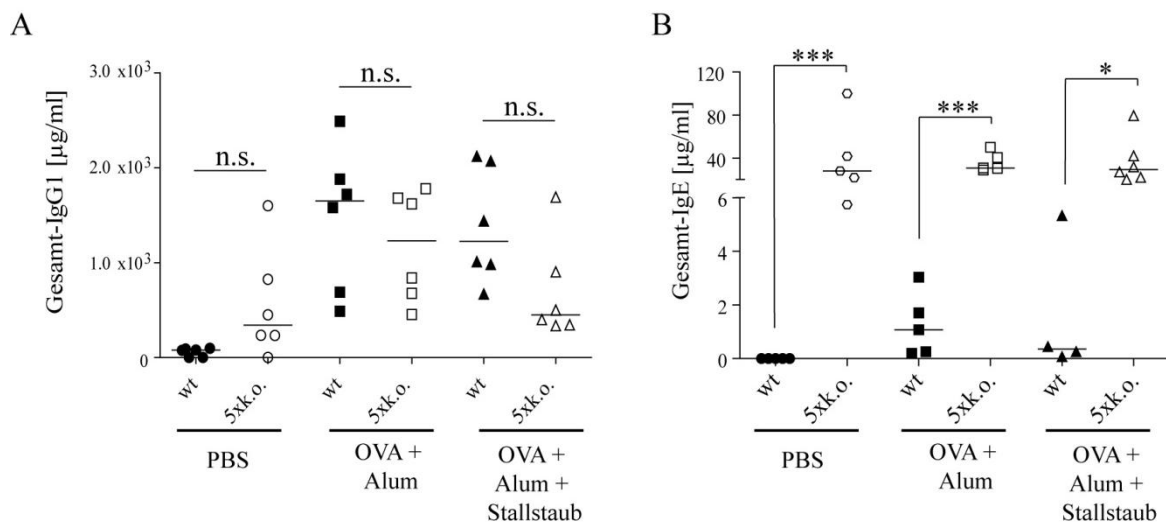 A
Gesamt-IgG1 [µg/ml]
3.0 x10³
2.0 x10³
1.0 x10³
0
n.s.
n.s.
n.s.
wt
5xk.o.
wt
5xk.o.
wt
5xk.o.
PBS
OVA +
Alum
OVA +
Alum +
Stallstaub
B
Gesamt-IgE [µg/ml]
120
80
40
6
4
2
0
***
***
*
wt
5xk.o.
wt
5xk.o.
wt
5xk.o.
PBS
OVA +
Alum
OVA +
Alum +
Stallstaub